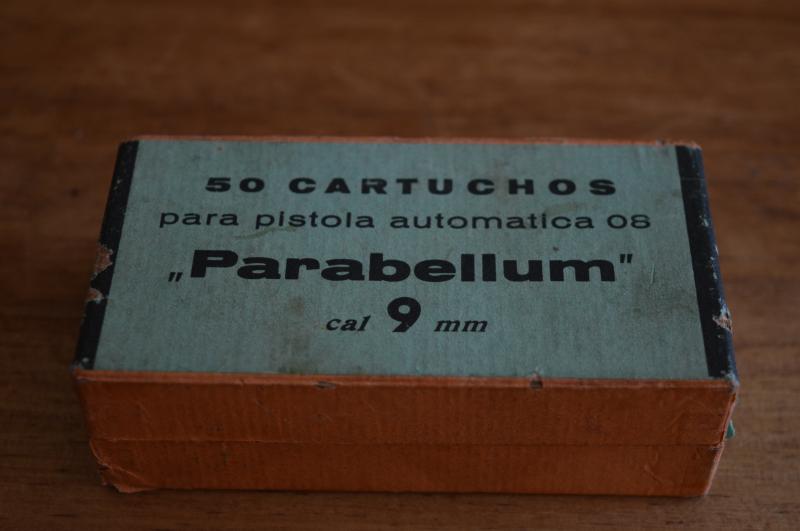 50 CARTUCHOS
para pistola automatica 08
„Parabellum"
cal 9 mm